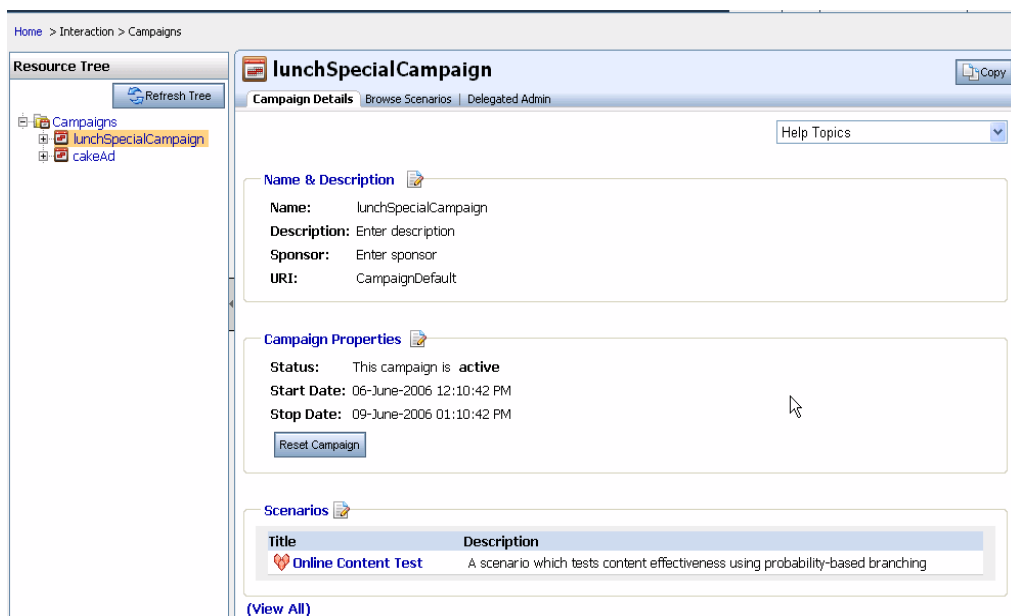 Home > Interaction > Campaigns
Resource Tree
Refresh Tree
Campaigns
lunchSpecialCampaign
cakeAd
lunchSpecialCampaign
Copy
Campaign Details Browse Scenarios | Delegated Admin
Help Topics
Name & Description
Name: lunchSpecialCampaign
Description: Enter description
Sponsor: Enter sponsor
URI: CampaignDefault
Campaign Properties
Status: This campaign is active
Start Date: 06-June-2006 12:10:42 PM
Stop Date: 09-June-2006 01:10:42 PM
Reset Campaign
Scenarios
Title Description
Online Content Test A scenario which tests content effectiveness using probability-based branching
(View All)